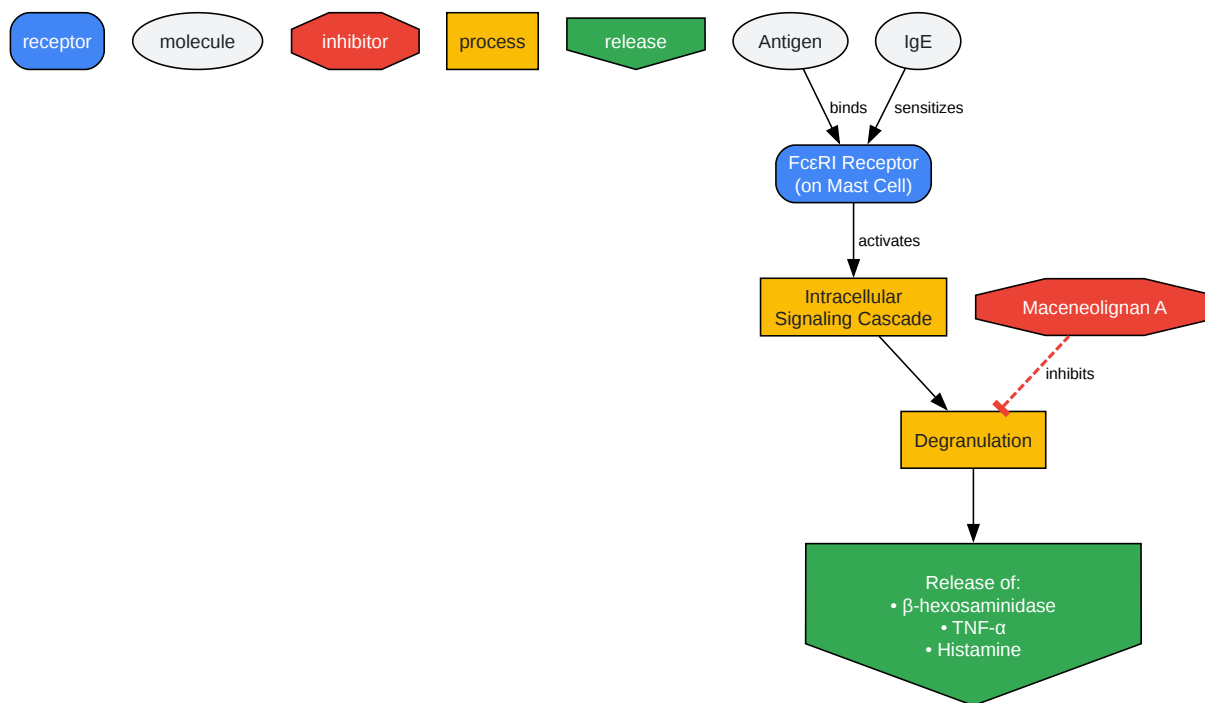 receptor
molecule
inhibitor
process
release
Antigen
IgE
binds
sensitizes
FcεRI Receptor
(on Mast Cell)
activates
Intracellular
Signaling Cascade
Maceneolignan A
inhibits
Degranulation
Release of:
• β-hexosaminidase
• TNF-α
• Histamine